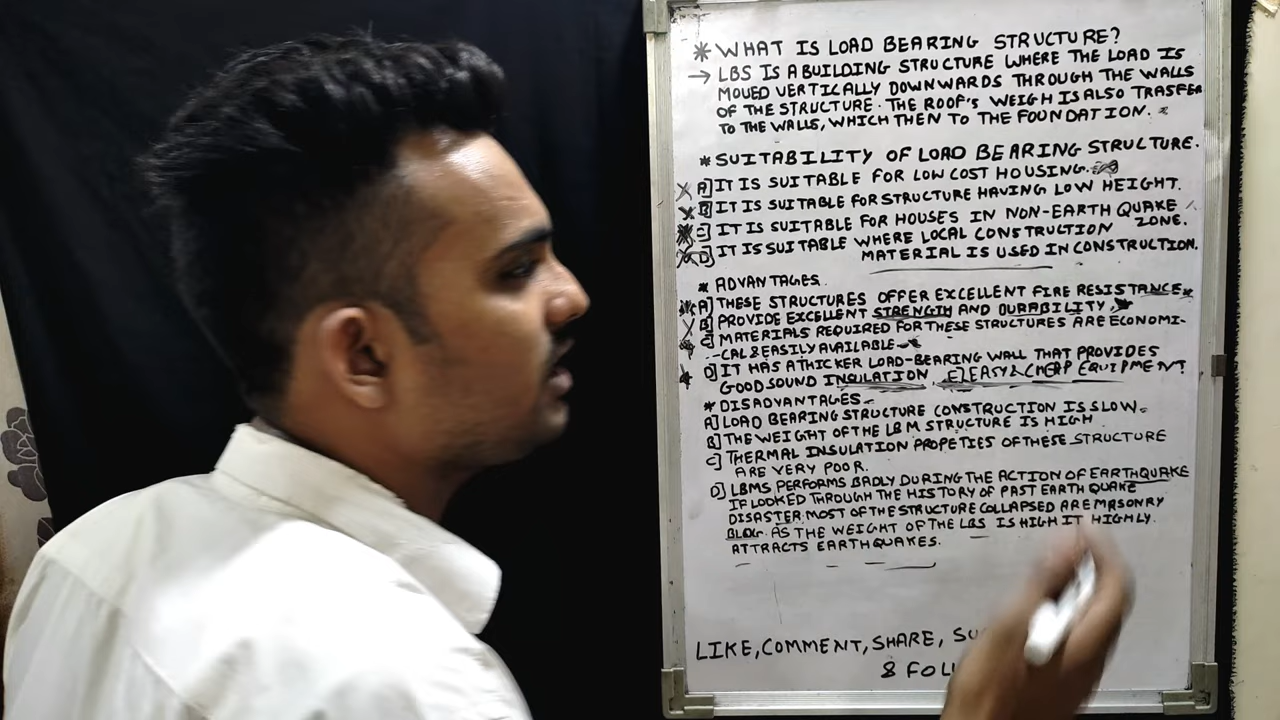 * WHAT IS LOAD BEARING STRUCTURE?
→ LBS IS A BUILDING STRUCTURE WHERE THE LOAD IS
MOVED VERTICALLY DOWNWARDS THROUGH THE WALLS
OF THE STRUCTURE. THE ROOF'S WEIGH IS ALSO TRASFER
TO THE WALLS, WHICH THEN TO THE FOUNDATION.
* SUITABILITY OF LOAD BEARING STRUCTURE.
A] IT IS SUITABLE FOR LOW COST HOUSING.
B] IT IS SUITABLE FOR STRUCTURE HAVING LOW HEIGHT.
C] IT IS SUITABLE FOR HOUSES IN NON-EARTH QUAKE ZONE.
D] IT IS SUITABLE WHERE LOCAL CONSTRUCTION
MATERIAL IS USED IN CONSTRUCTION.
* ADVANTAGES.
A] THESE STRUCTURES OFFER EXCELLENT FIRE RESISTANCE.
B] PROVIDE EXCELLENT STRENGTH AND DURABILITY.
C] MATERIALS REQUIRED FOR THESE STRUCTURES ARE ECONOMI-
-CAL & EASILY AVAILABLE
D] IT HAS A THICKER LOAD-BEARING WALL THAT PROVIDES
GOOD SOUND INSULATION E] EASY & CHEAP EQUIPMENT
* DISADVANTAGES
A] LOAD BEARING STRUCTURE CONSTRUCTION IS SLOW.
B] THE WEIGHT OF THE LBM STRUCTURE IS HIGH
C] THERMAL INSULATION PROPETIES OF THESE STRUCTURE
ARE VERY POOR.
D] LBMS PERFORMS BADLY DURING THE ACTION OF EARTHQUAKE
IF LOOKED THROUGH THE HISTORY OF PAST EARTH QUAKE
DISASTER MOST OF THE STRUCTURE COLLAPSED ARE MASONRY
BLDG. AS THE WEIGHT OF THE LBS IS HIGH IT HIGHLY
ATTRACTS EARTHQUAKES.
LIKE, COMMENT, SHARE,
& FOLL